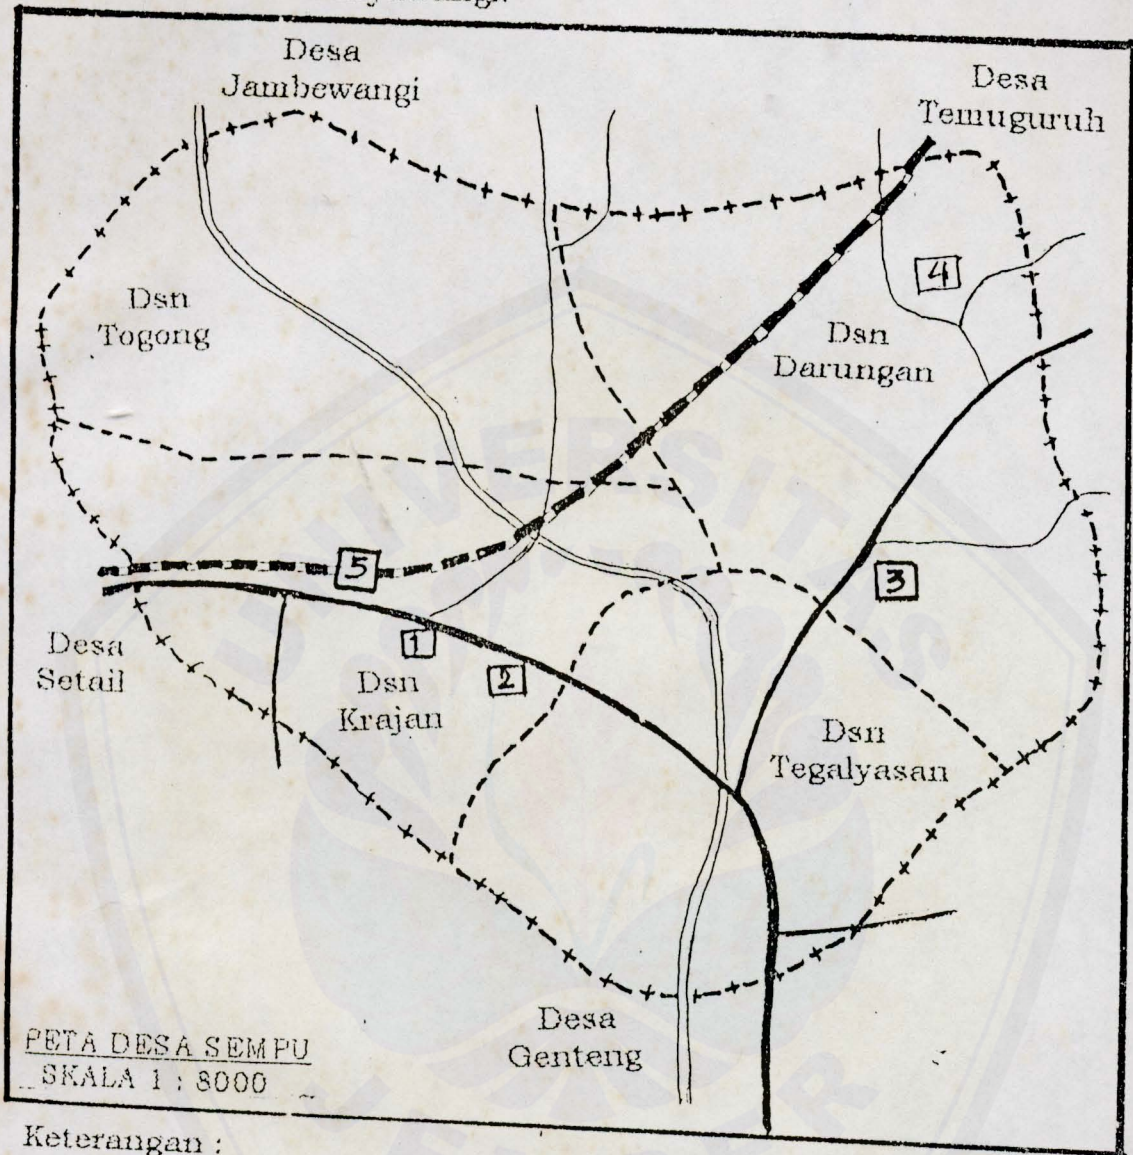 Desa
Jambewangi
Desa
Temuguruh
Dsn
Togong
4
Dsn
Darungan
UNIVERSITAS
5
3
1
2
Desa
Setail
Dsn
Krajan
Dsn
Tegalyasan
Desa
Genteng
PETA DESA SEMPU
SKALA 1 : 8000
Keterangan :